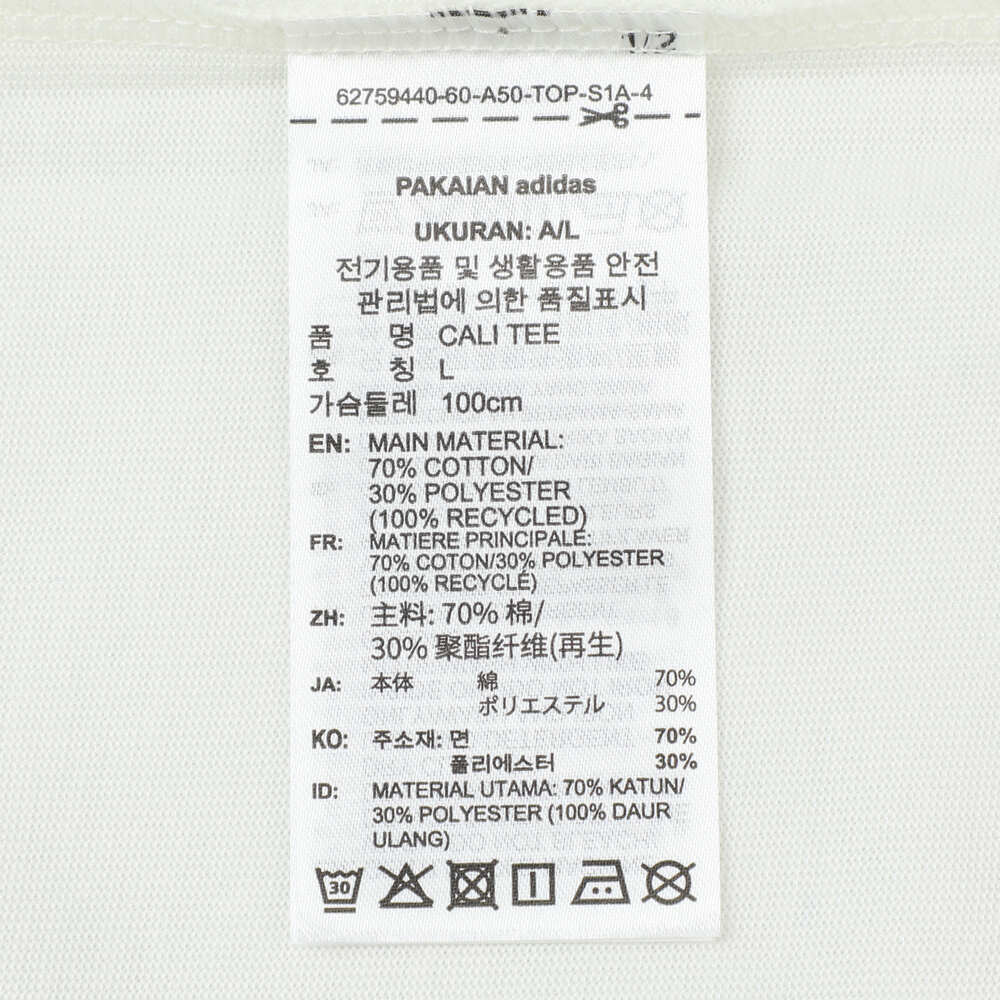 1/2
62759440-60-A50-TOP-S1A-4
PAKAIAN adidas
UKURAN: A/L
전기용품 및 생활용품 안전
관리법에 의한 품질표시
품 명 CALI TEE
호 칭 L
가슴둘레 100cm
EN: MAIN MATERIAL:
70% COTTON/
30% POLYESTER
(100% RECYCLED)
FR: MATIERE PRINCIPALE:
70% COTON/30% POLYESTER
(100% RECYCLÉ)
ZH: 主料: 70% 棉/
30% 聚酯纤维(再生)
JA: 本体 綿 70%
ポリエステル 30%
KO: 주소재: 면 70%
폴리에스터 30%
ID: MATERIAL UTAMA: 70% KATUN/
30% POLYESTER (100% DAUR
ULANG)
30